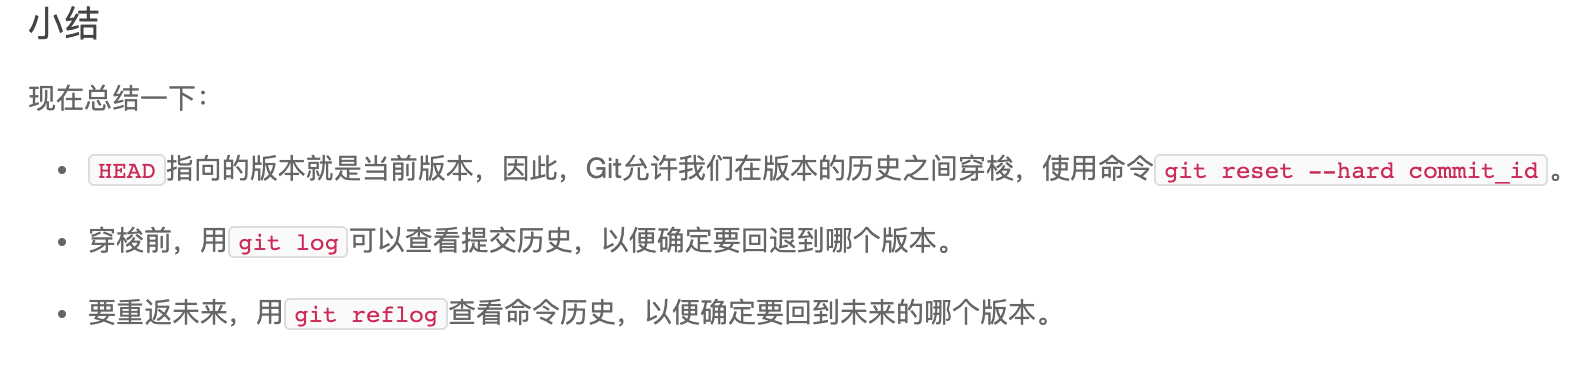 小结
现在总结一下：
• HEAD指向的版本就是当前版本，因此，Git允许我们在版本的历史之间穿梭，使用命令git reset --hard commit_id。
• 穿梭前，用git log可以查看提交历史，以便确定要回退到哪个版本。
• 要重返未来，用git reflog查看命令历史，以便确定要回到未来的哪个版本。